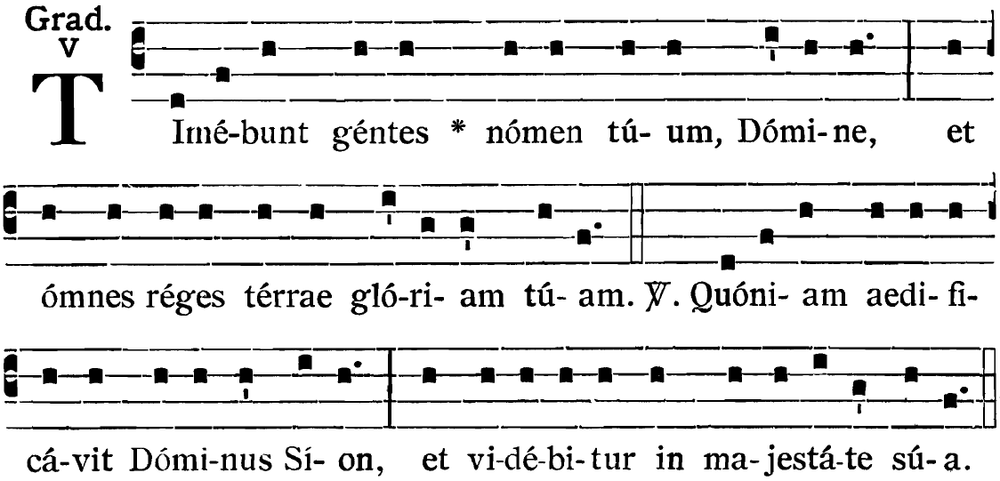 Grad.
V
TImé-bunt géntes * nómen tú- um, Dómi-ne, et
ómnes réges térrae gló-ri- am tú- am. ℣. Quóni- am aedi- fi-
cá-vit Dómi-nus Sí- on, et vi-dé-bi-tur in ma-jestá-te sú-a.